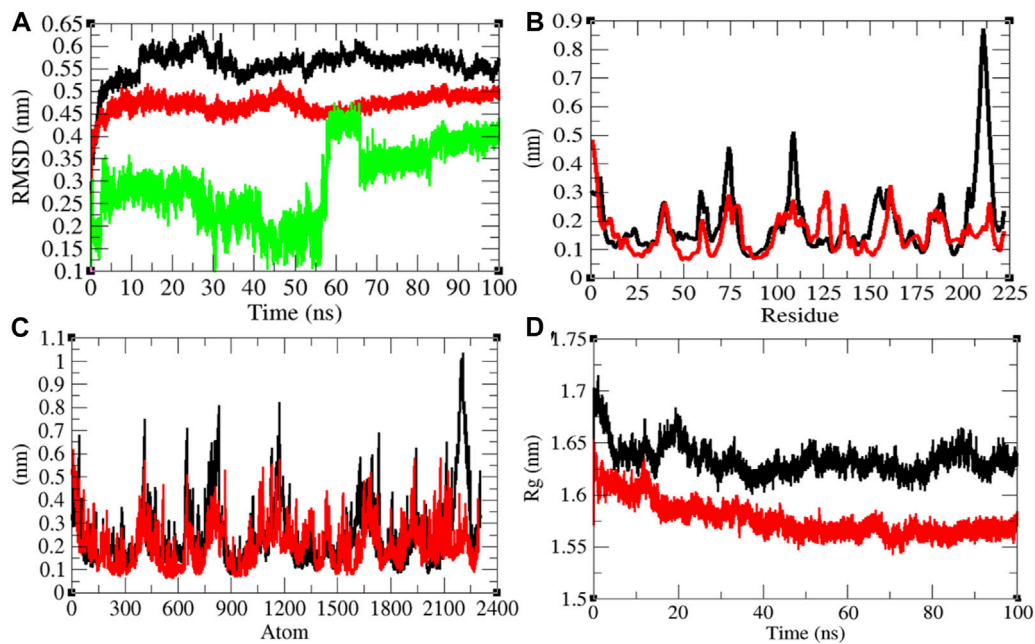 A
0.65
0.6
0.55
0.5
0.45
0.4
0.35
0.3
0.25
0.2
0.15
0.1
RMSD (nm)
0 10 20 30 40 50 60 70 80 90 100
Time (ns)
B
0.9
0.8
0.7
0.6
0.5
0.4
0.3
0.2
0.1
0
(nm)
0 25 50 75 100 125 150 175 200 225
Residue
C
1.1
1
0.9
0.8
0.7
0.6
0.5
0.4
0.3
0.2
0.1
0
(nm)
0 300 600 900 1200 1500 1800 2100 2400
Atom
D
1.75
1.7
1.65
1.6
1.55
1.5
Rg (nm)
0 20 40 60 80 100
Time (ns)